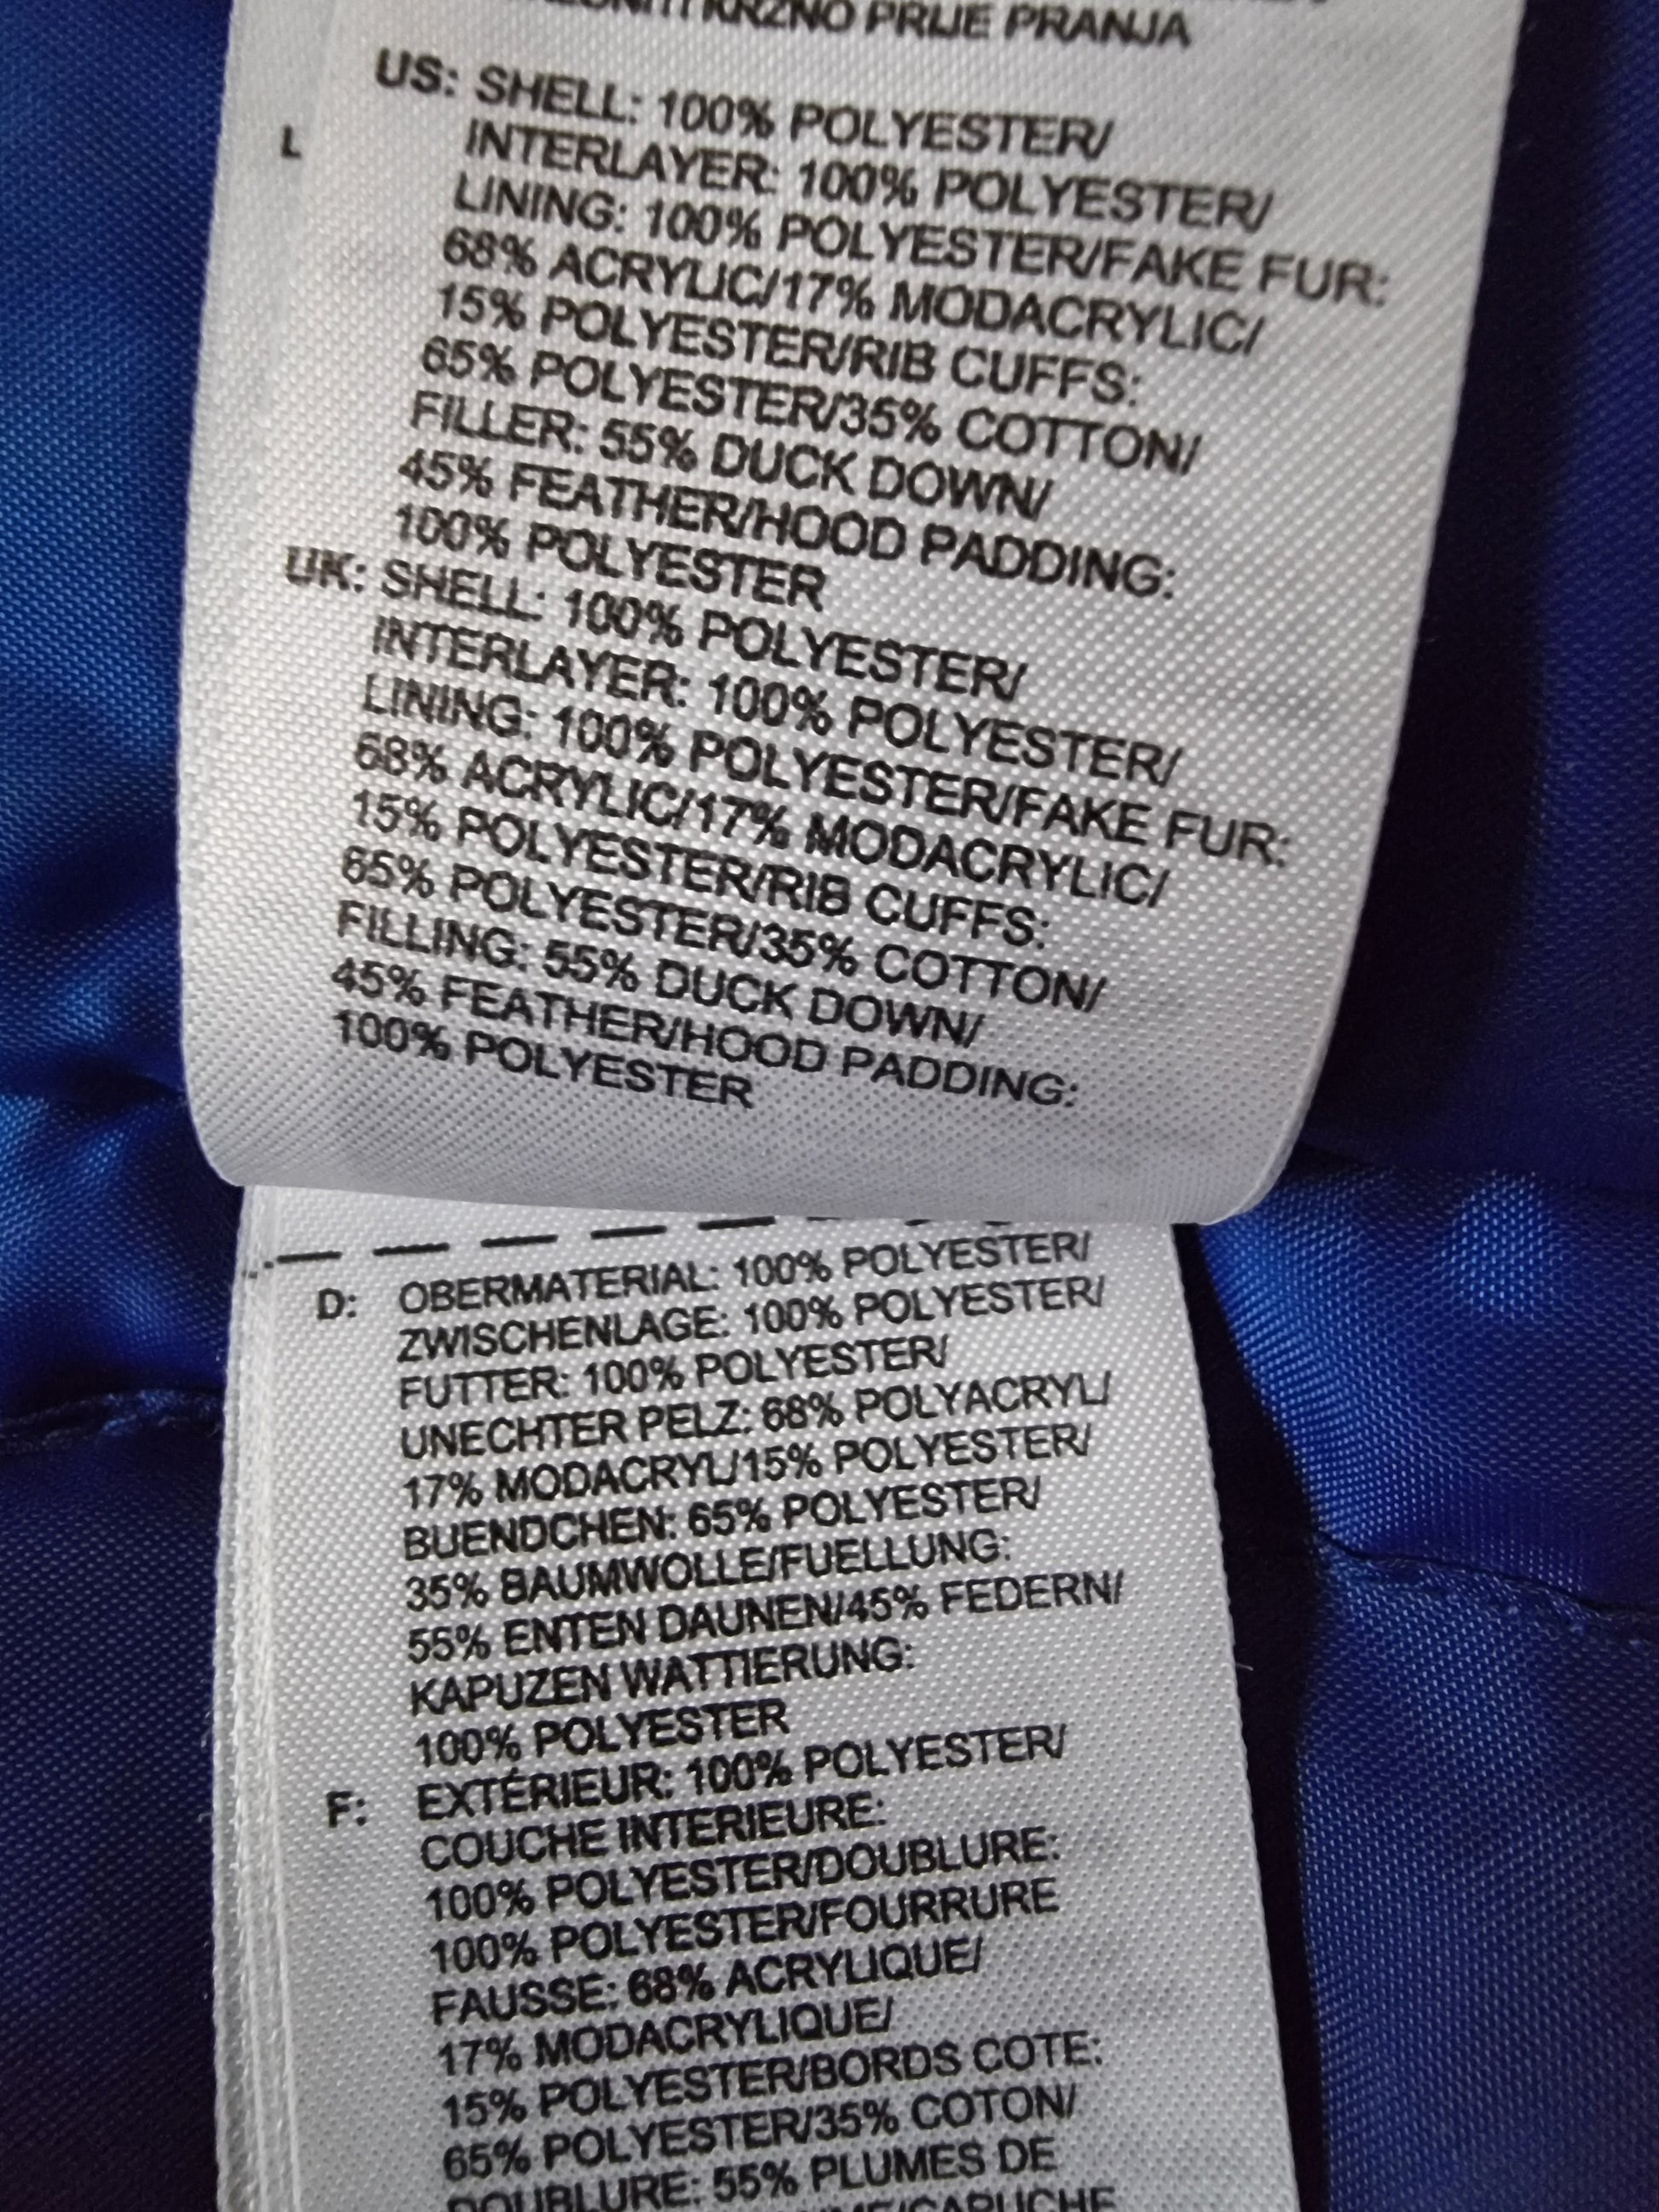 KRZNO PRIJE PRANJA
US: SHELL: 100% POLYESTER/
L
INTERLAYER: 100% POLYESTER/
LINING: 100% POLYESTER/FAKE FUR:
68% ACRYLIC/17% MODACRYLIC/
15% POLYESTER/RIB CUFFS:
65% POLYESTER/35% COTTON/
FILLER: 55% DUCK DOWN/
45% FEATHER/HOOD PADDING:
100% POLYESTER
UK: SHELL: 100% POLYESTER/
INTERLAYER: 100% POLYESTER/
LINING: 100% POLYESTER/FAKE FUR:
68% ACRYLIC/17% MODACRYLIC/
15% POLYESTER/RIB CUFFS:
65% POLYESTER/35% COTTON/
FILLING: 55% DUCK DOWN/
45% FEATHER/HOOD PADDING:
100% POLYESTER
D: OBERMATERIAL: 100% POLYESTER/
ZWISCHENLAGE: 100% POLYESTER/
FUTTER: 100% POLYESTER/
UNECHTER PELZ: 68% POLYACRYL/
17% MODACRYL/15% POLYESTER/
BUENDCHEN: 65% POLYESTER/
35% BAUMWOLLE/FUELLUNG:
55% ENTEN DAUNEN/45% FEDERN/
KAPUZEN WATTIERUNG:
100% POLYESTER
F: EXTÉRIEUR: 100% POLYESTER/
COUCHE INTERIEURE:
100% POLYESTER/DOUBLURE:
100% POLYESTER/FOURRURE
FAUSSE: 68% ACRYLIQUE/
17% MODACRYLIQUE/
15% POLYESTER/BORDS COTE:
65% POLYESTER/35% COTON/
DOUBLURE: 55% PLUMES DE